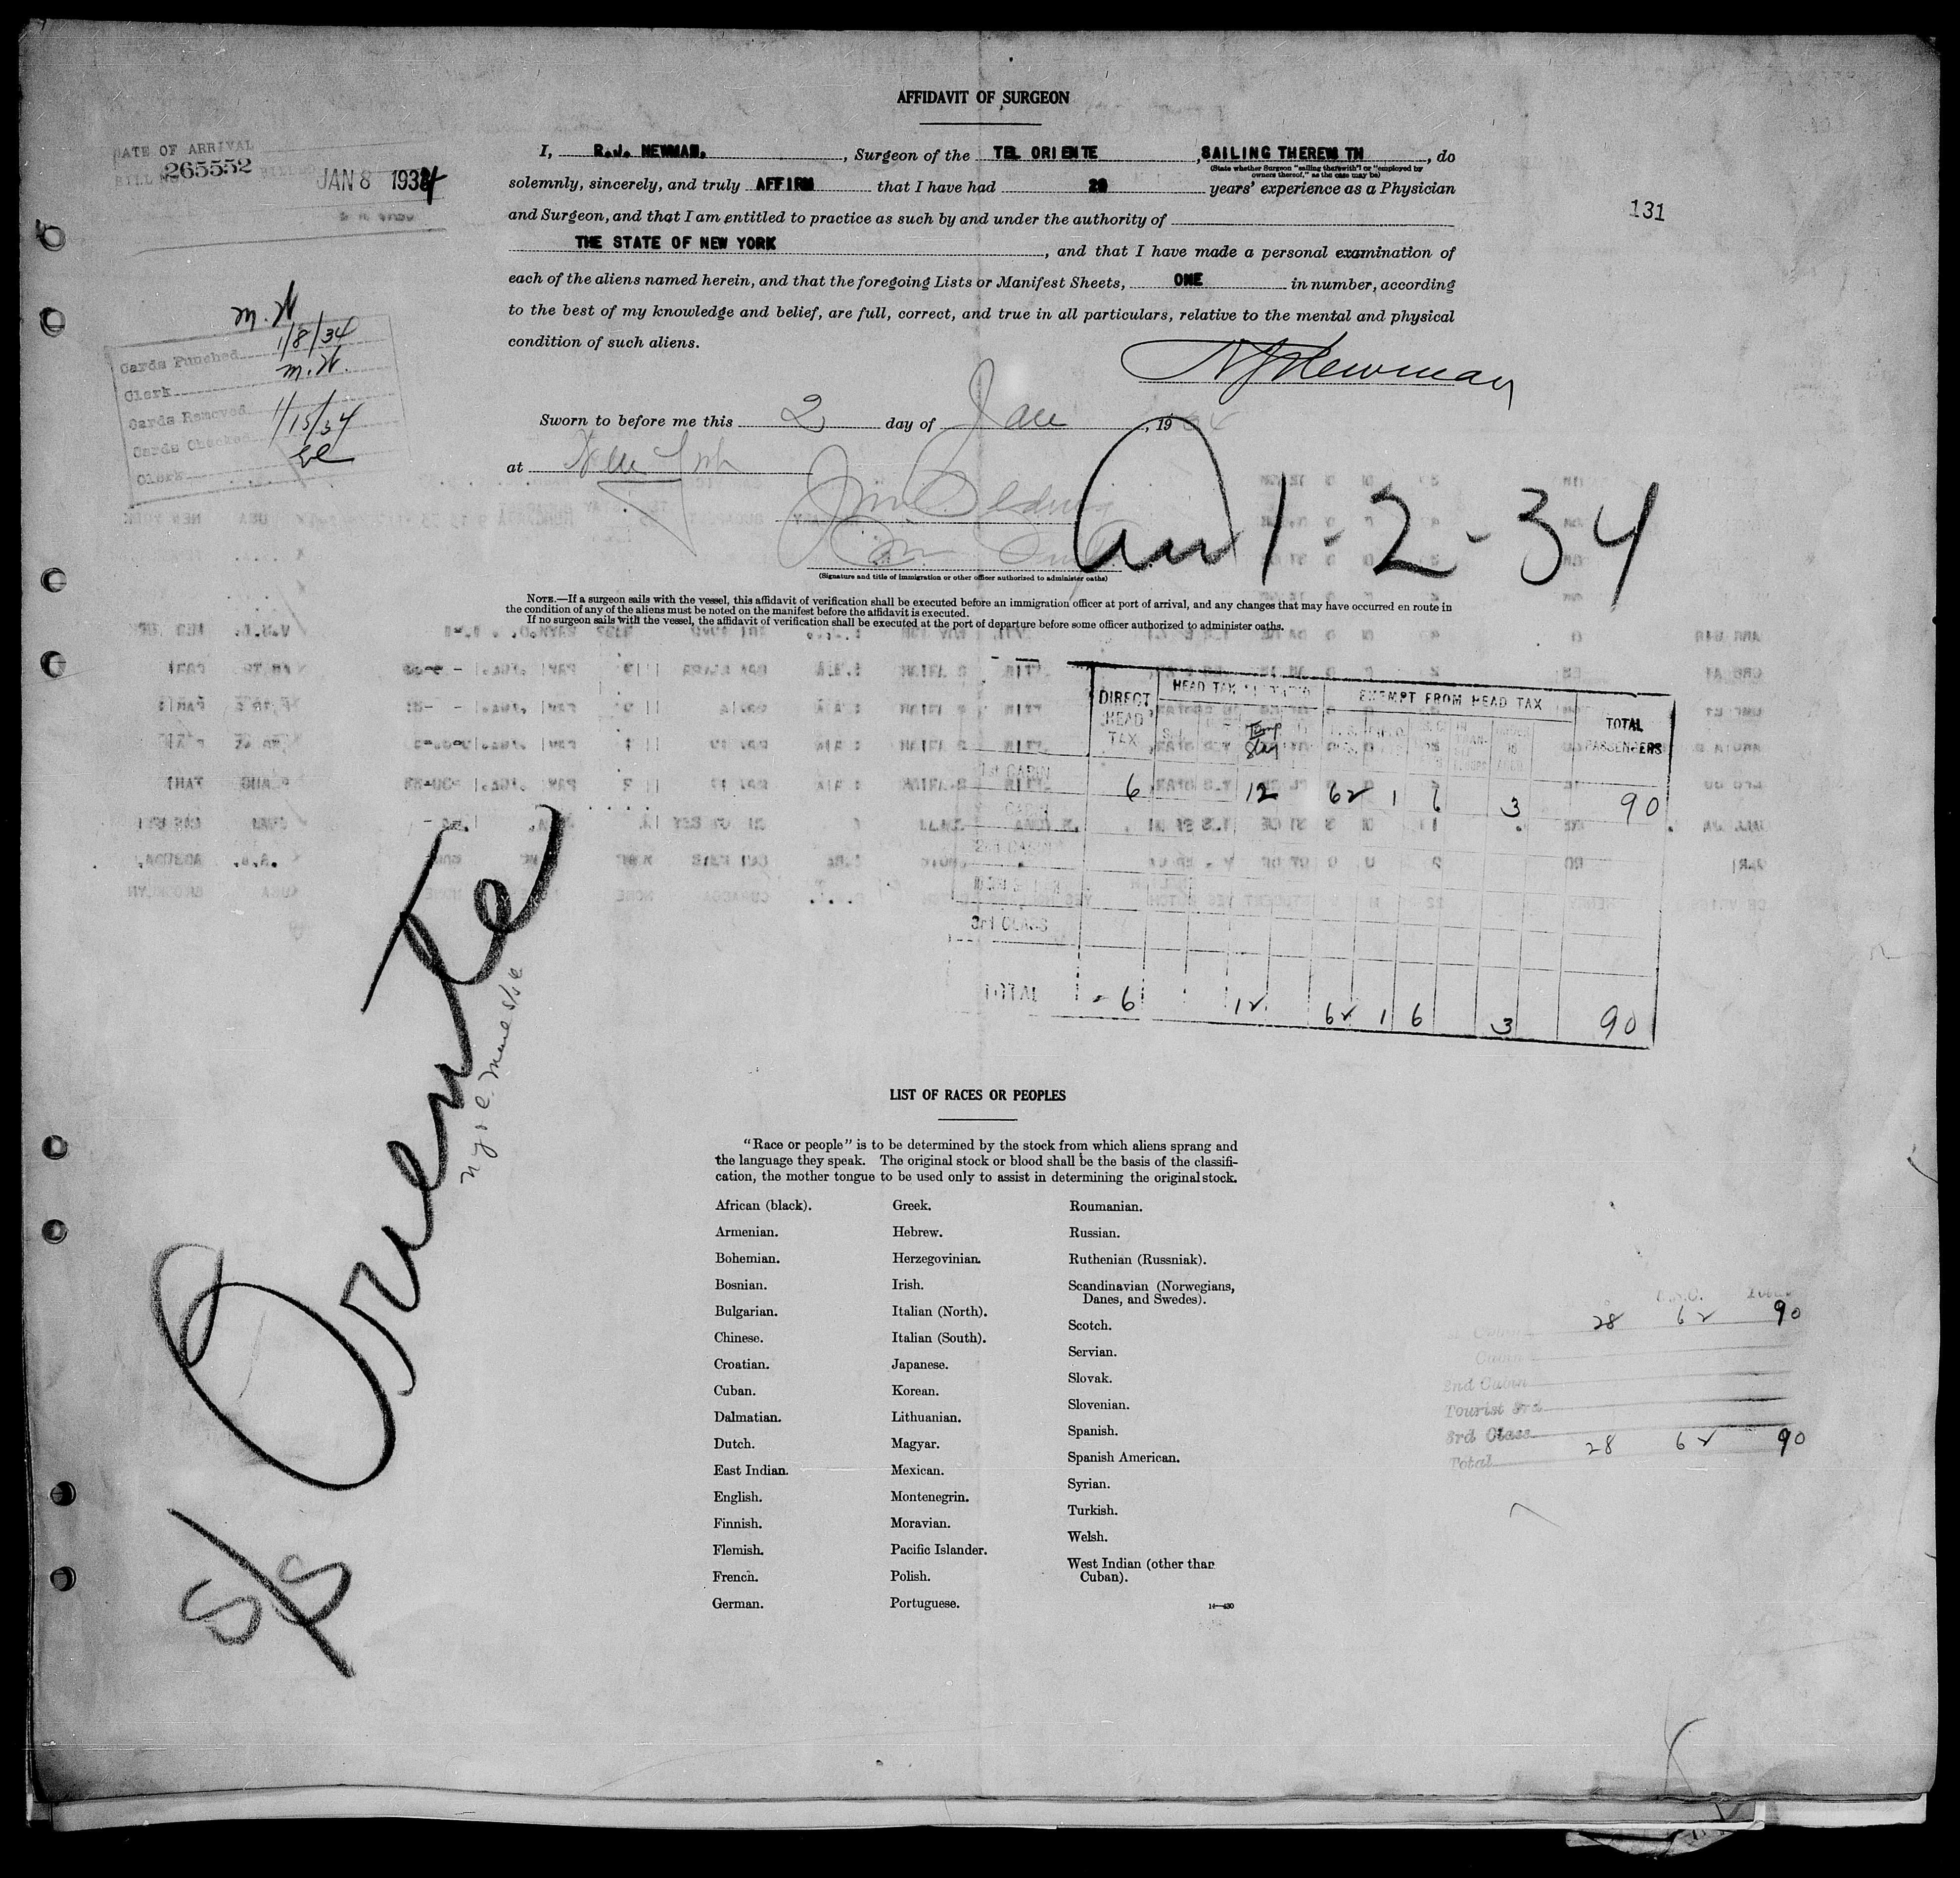 AFFIDAVIT OF SURGEON
I, R.J. NEWMAN. , Surgeon of the TEL ORIENTE , SAILING THEREW TH , do
(State whether Surgeon "sailing therewith" or "employed by owners thereof," as the case may be)
solemnly, sincerely, and truly AFFIRM that I have had 20 years' experience as a Physician
and Surgeon, and that I am entitled to practice as such by and under the authority of
THE STATE OF NEW YORK , and that I have made a personal examination of
each of the aliens named herein, and that the foregoing Lists or Manifest Sheets, ONE in number, according
to the best of my knowledge and belief, are full, correct, and true in all particulars, relative to the mental and physical
condition of such aliens.
Newman
Sworn to before me this 2 day of Jan , 19 34
at New York
(Signature and title of immigration or other officer authorized to administer oaths)
Arr 1-2-34
NOTE.—If a surgeon sails with the vessel, this affidavit of verification shall be executed before an immigration officer at port of arrival, and any changes that may have occurred en route in
the condition of any of the aliens must be noted on the manifest before the affidavit is executed.
If no surgeon sails with the vessel, the affidavit of verification shall be executed at the port of departure before some officer authorized to administer oaths.
DATE OF ARRIVAL
265552
JAN 8 1934
131
m.W
Cards Punched 1/8/34
Clerk m.W.
Cards Removed
Cards Checked 1/15/34
Clerk
DIRECT HEAD TAX
HEAD TAX
EXEMPT FROM HEAD TAX
TOTAL PASSENGERS
Temp Stay
1st CABIN 6 12 62 1 6 3 90
2nd CABIN
3rd CLASS
TOTAL 6 12 62 1 6 3 90
S/S Oriente
LIST OF RACES OR PEOPLES
"Race or people" is to be determined by the stock from which aliens sprang and
the language they speak. The original stock or blood shall be the basis of the classifi-
cation, the mother tongue to be used only to assist in determining the original stock.
African (black).
Armenian.
Bohemian.
Bosnian.
Bulgarian.
Chinese.
Croatian.
Cuban.
Dalmatian.
Dutch.
East Indian.
English.
Finnish.
Flemish.
French.
German.
Greek.
Hebrew.
Herzegovinian.
Irish.
Italian (North).
Italian (South).
Japanese.
Korean.
Lithuanian.
Magyar.
Mexican.
Montenegrin.
Moravian.
Pacific Islander.
Polish.
Portuguese.
Roumanian.
Russian.
Ruthenian (Russniak).
Scandinavian (Norwegians,
Danes, and Swedes).
Scotch.
Servian.
Slovak.
Slovenian.
Spanish.
Spanish American.
Syrian.
Turkish.
Welsh.
West Indian (other than
Cuban).
14—430
28 62 90
Cabin
2nd Cabin
Tourist 3rd
3rd Class
Total 28 62 90